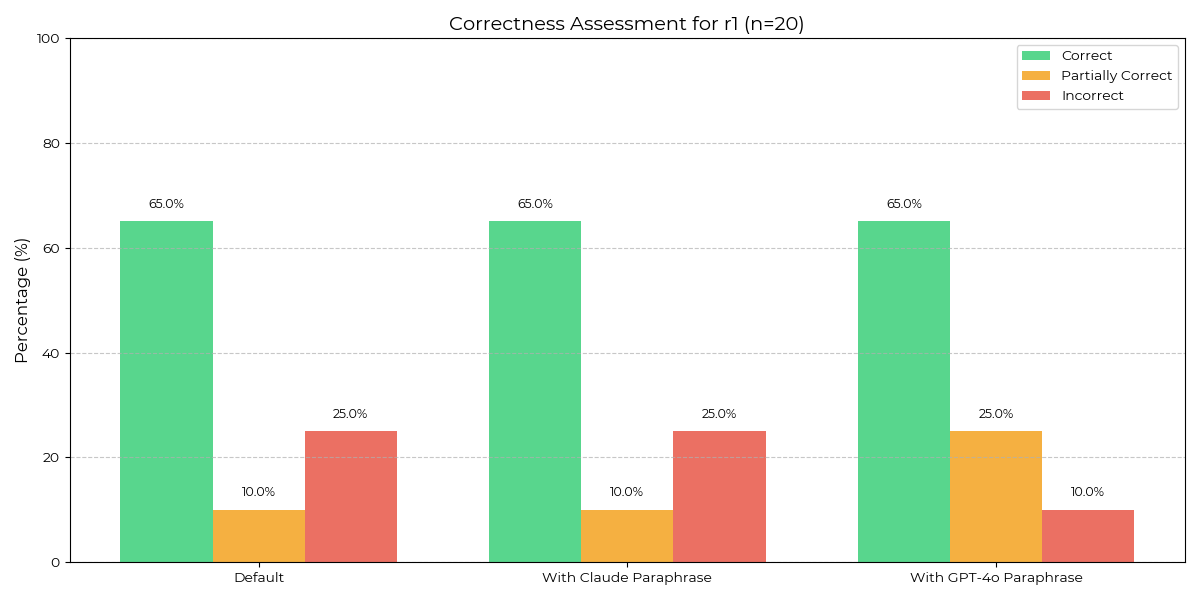 Correctness Assessment for r1 (n=20)
Percentage (%)
100
80
60
40
20
0
Correct
Partially Correct
Incorrect
65.0%
10.0%
25.0%
65.0%
10.0%
25.0%
65.0%
25.0%
10.0%
Default
With Claude Paraphrase
With GPT-4o Paraphrase